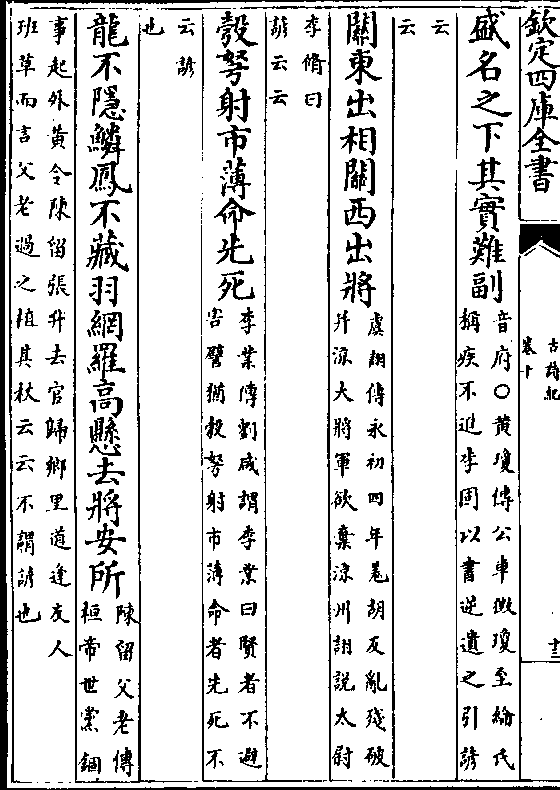 欽定四庫全書
古詩紀
卷十
十三
盛名之下其實難副
音府○黃瓊傳公車徴瓊至綸氏
稱疾不進李固以書逆遺之引諺
云云
關東出相關西出將
虞詡傳永初四年羌胡反亂殘破
并涼大將軍欲棄涼州詡說太尉
李脩曰
諺云云
彀弩射市薄命先死
李業傳劉咸謂李業曰賢者不避
害譬猶彀弩射市薄命者先死不
云諺
也
龍不隱鱗鳳不藏羽網羅高懸去將安所
陳留父老傳
桓帝世黨錮
事起外黃令陳留張升去官歸鄉里道逢友人
班草而言父老過之植其杖云云不謂諺也